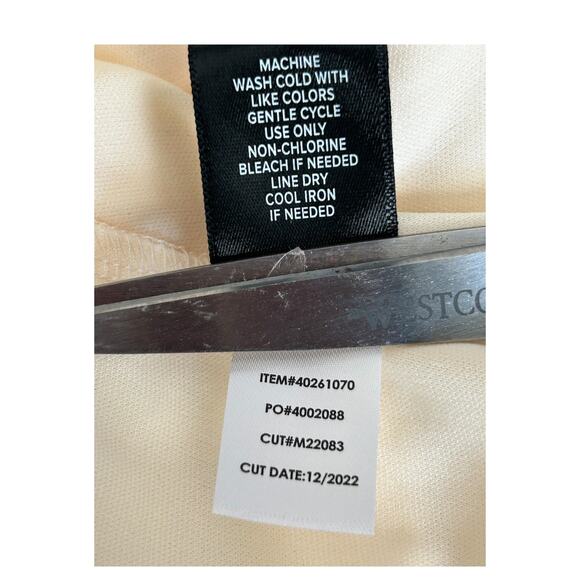 MACHINE
WASH COLD WITH
LIKE COLORS
GENTLE CYCLE
USE ONLY
NON-CHLORINE
BLEACH IF NEEDED
LINE DRY
COOL IRON
IF NEEDED
ITEM#40261070
PO#4002088
CUT#M22083
CUT DATE:12/2022